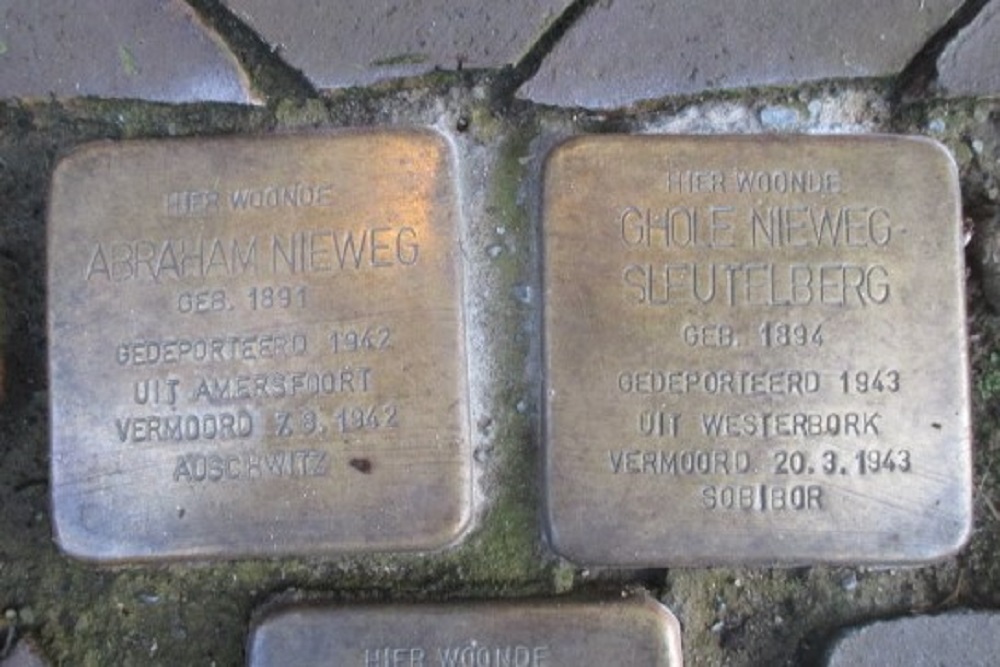 HIER WOONDE
ABRAHAM NIEWEG
GEB. 1891
GEDEPORTEERD 1942
UIT AMERSFOORT
VERMOORD 7.8.1942
AUSCHWITZ
HIER WOONDE
GHOLE NIEWEG-
SLEUTELBERG
GEB. 1894
GEDEPORTEERD 1943
UIT WESTERBORK
VERMOORD 20.3.1943
SOBIBOR
HIER WOONDE